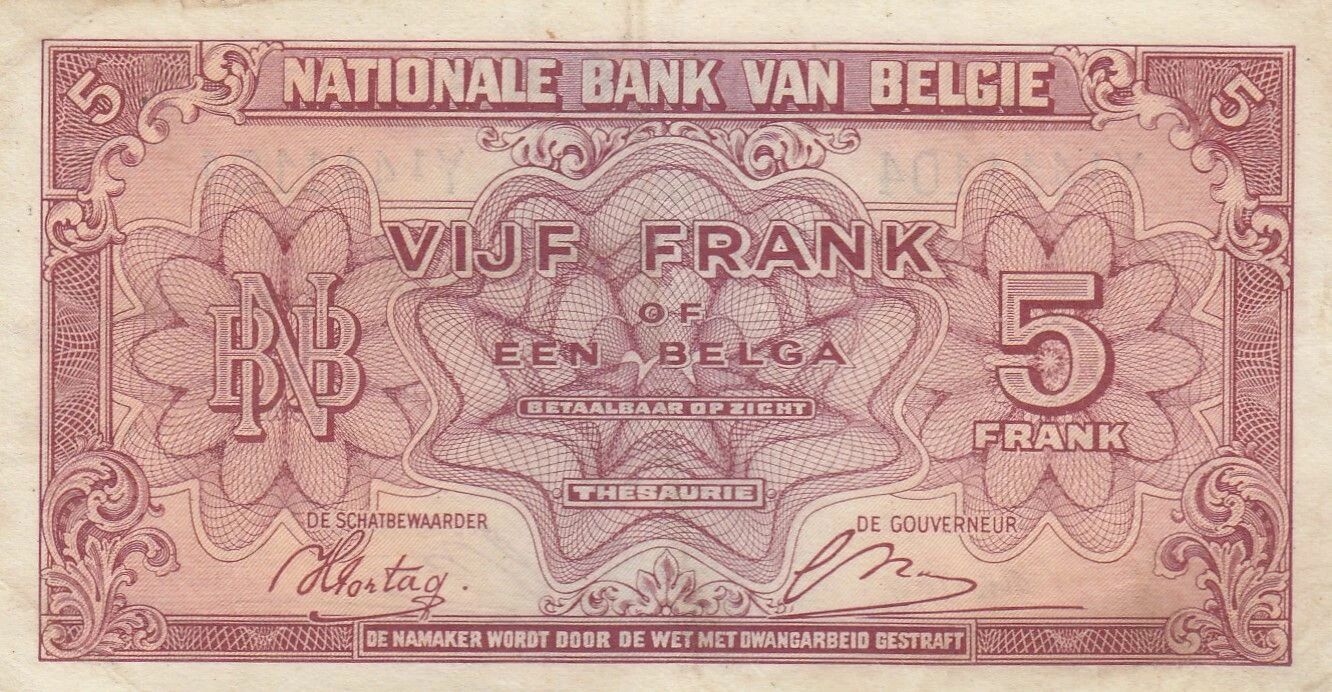 5
NATIONALE BANK VAN BELGIE
5
VIJF FRANK
OF
EEN BELGA
BNB
5
FRANK
BETAALBAAR OP ZICHT
THESAURIE
DE SCHATBEWAARDER
DE GOUVERNEUR
DE NAMAKER WORDT DOOR DE WET MET DWANGARBEID GESTRAFT